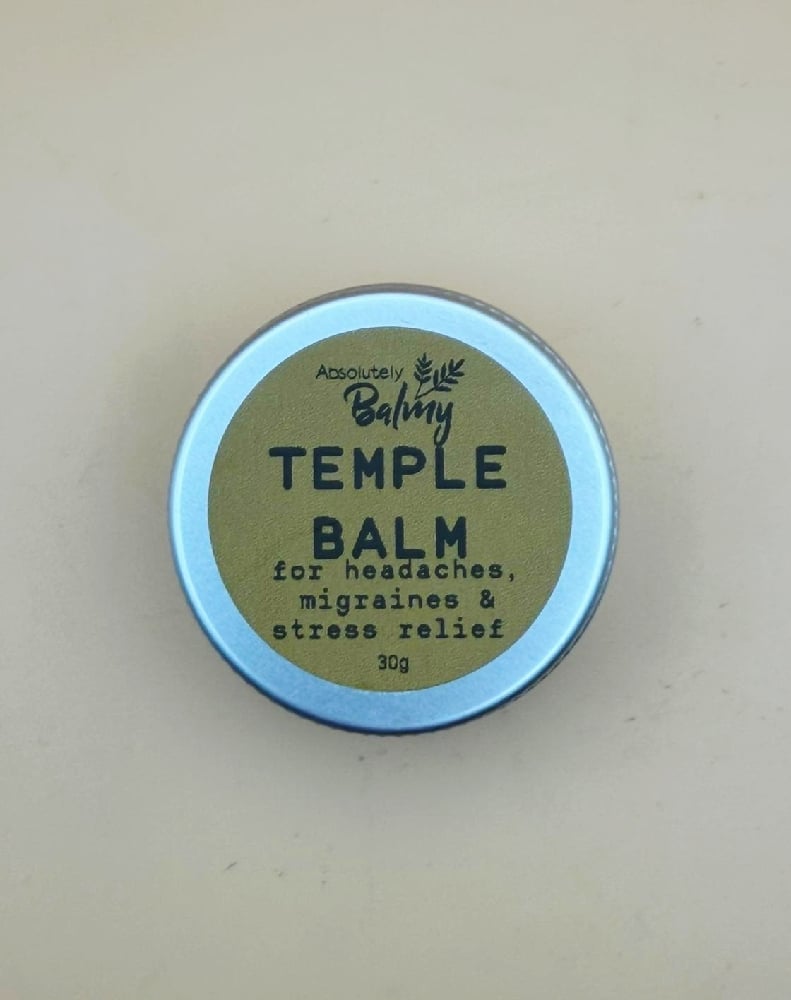 Absolutely
Balmy
TEMPLE
BALM
for headaches,
migraines &
stress relief
30g